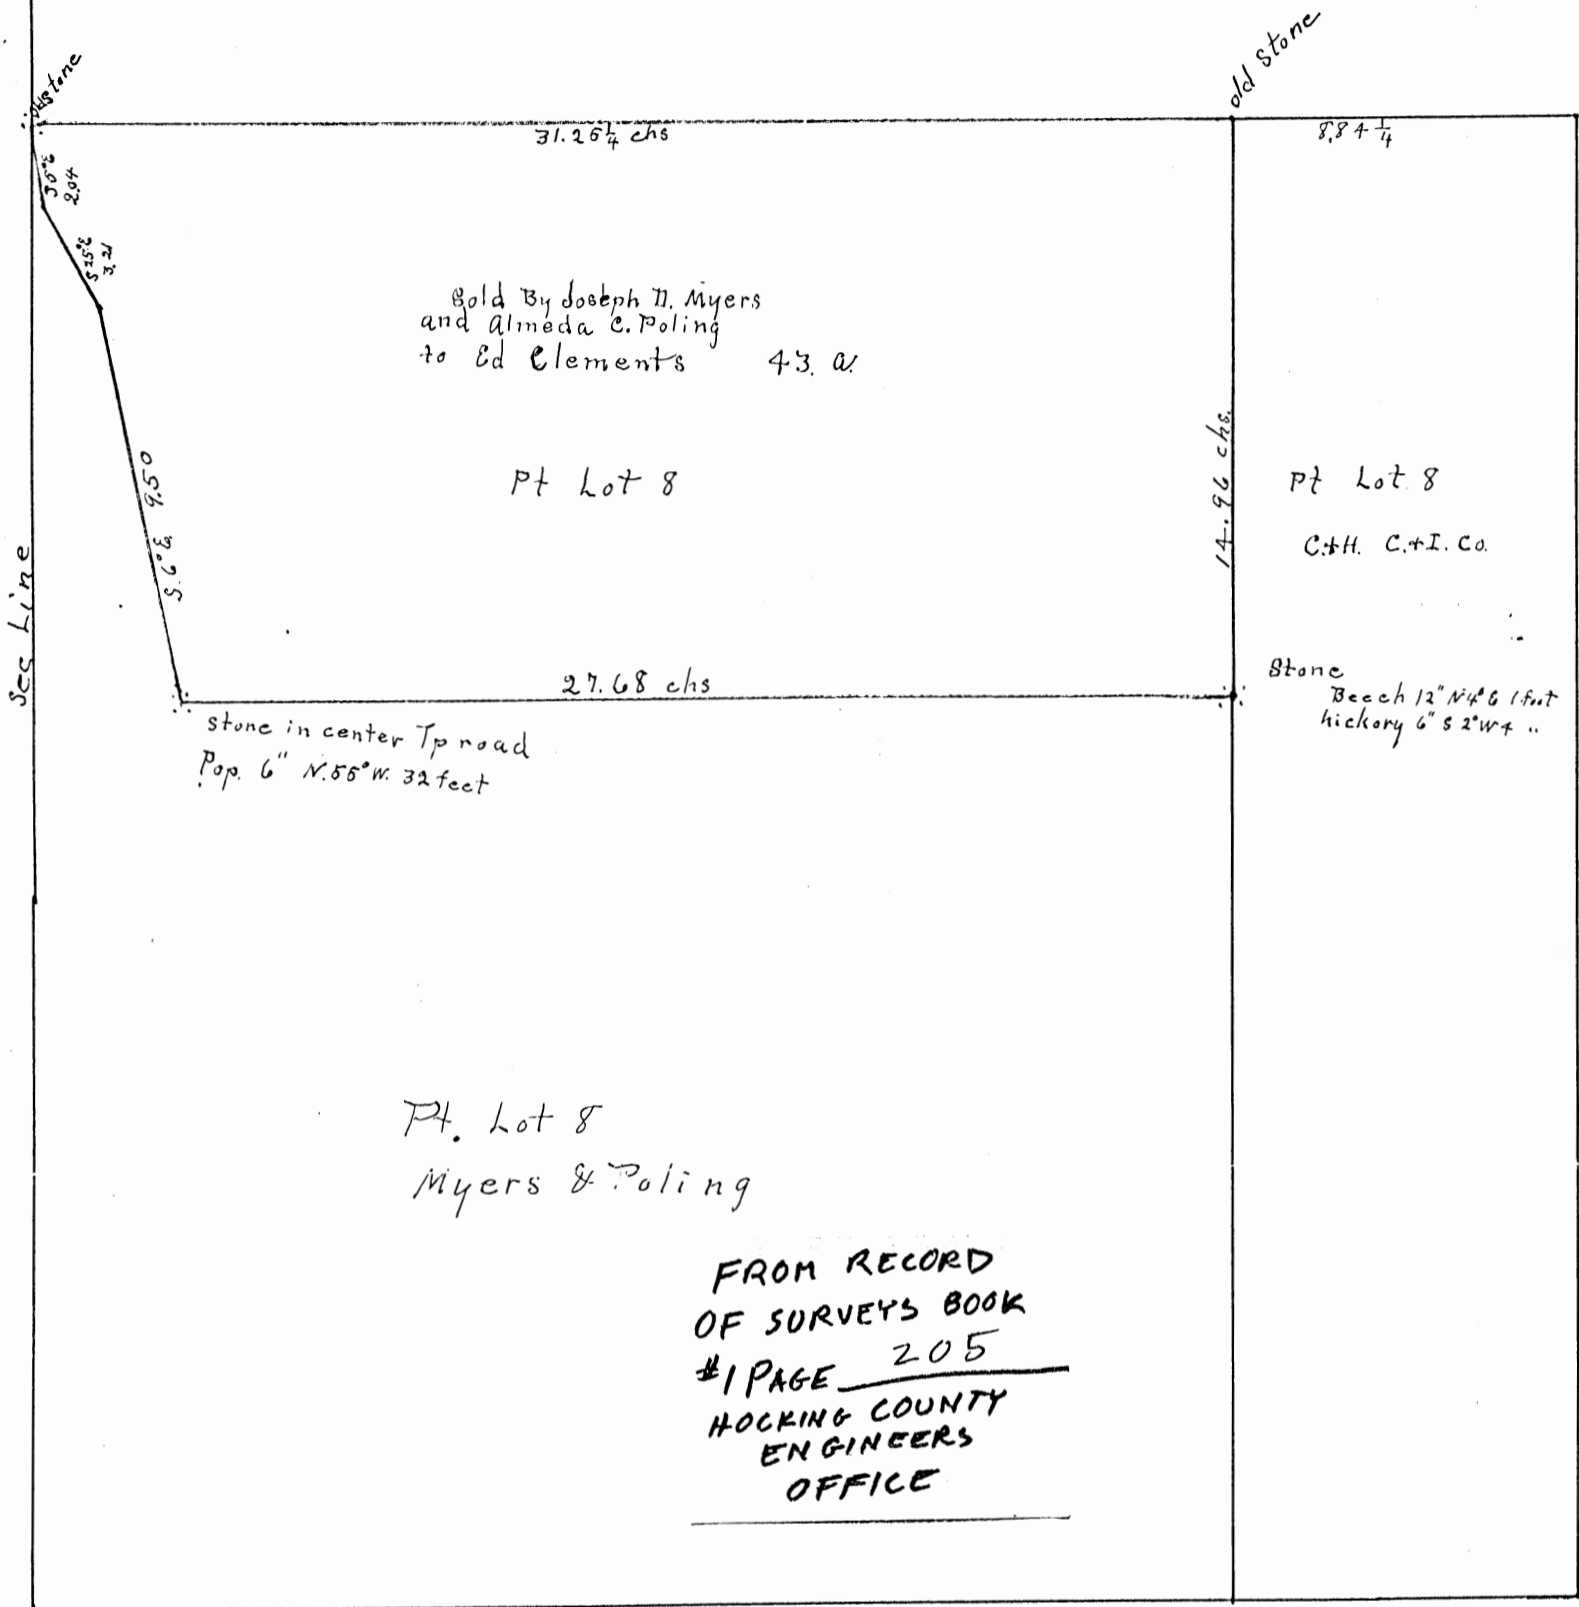 old stone
old stone
31.26¼ chs
8.84¼
2.04
S 25°E
3.21
Sold By Joseph N. Myers
and Almeda C. Poling
to Ed Clements 43. a.
Pt Lot 8
S. 6°E. 9.50
14.96 chs.
Pt Lot 8
C.+H. C.+I. Co.
Sec Line
27.68 chs
stone in center Tp road
Pop. 6" N.55°W. 32 feet
Stone
Beech 12" N 4° E 1 foot
hickory 6" S 2° W 4 "
Pt. Lot 8
Myers & Poling
FROM RECORD
OF SURVEYS BOOK
#1 PAGE 205
HOCKING COUNTY
ENGINEERS
OFFICE